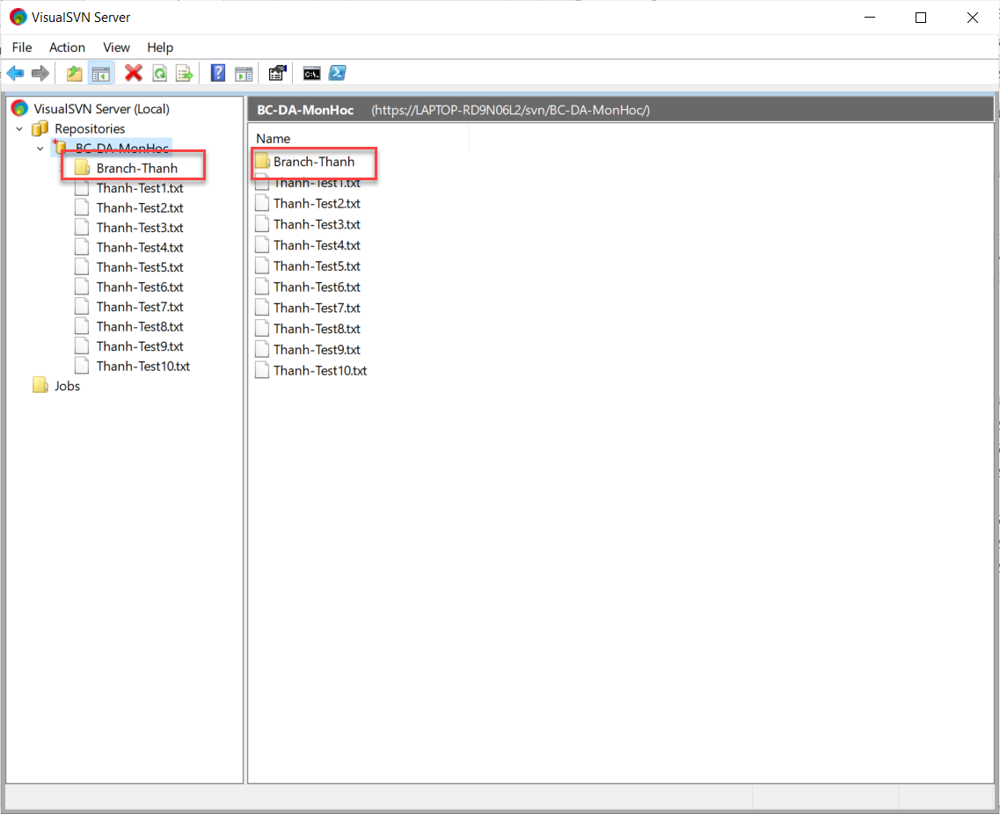 VisualSVN Server
File Action View Help
VisualSVN Server (Local)
Repositories
BC-DA-MonHoc
Branch-Thanh
Thanh-Test1.txt
Thanh-Test2.txt
Thanh-Test3.txt
Thanh-Test4.txt
Thanh-Test5.txt
Thanh-Test6.txt
Thanh-Test7.txt
Thanh-Test8.txt
Thanh-Test9.txt
Thanh-Test10.txt
Jobs
BC-DA-MonHoc (https://LAPTOP-RD9N06L2/svn/BC-DA-MonHoc/)
Name
Branch-Thanh
Thanh-Test1.txt
Thanh-Test2.txt
Thanh-Test3.txt
Thanh-Test4.txt
Thanh-Test5.txt
Thanh-Test6.txt
Thanh-Test7.txt
Thanh-Test8.txt
Thanh-Test9.txt
Thanh-Test10.txt